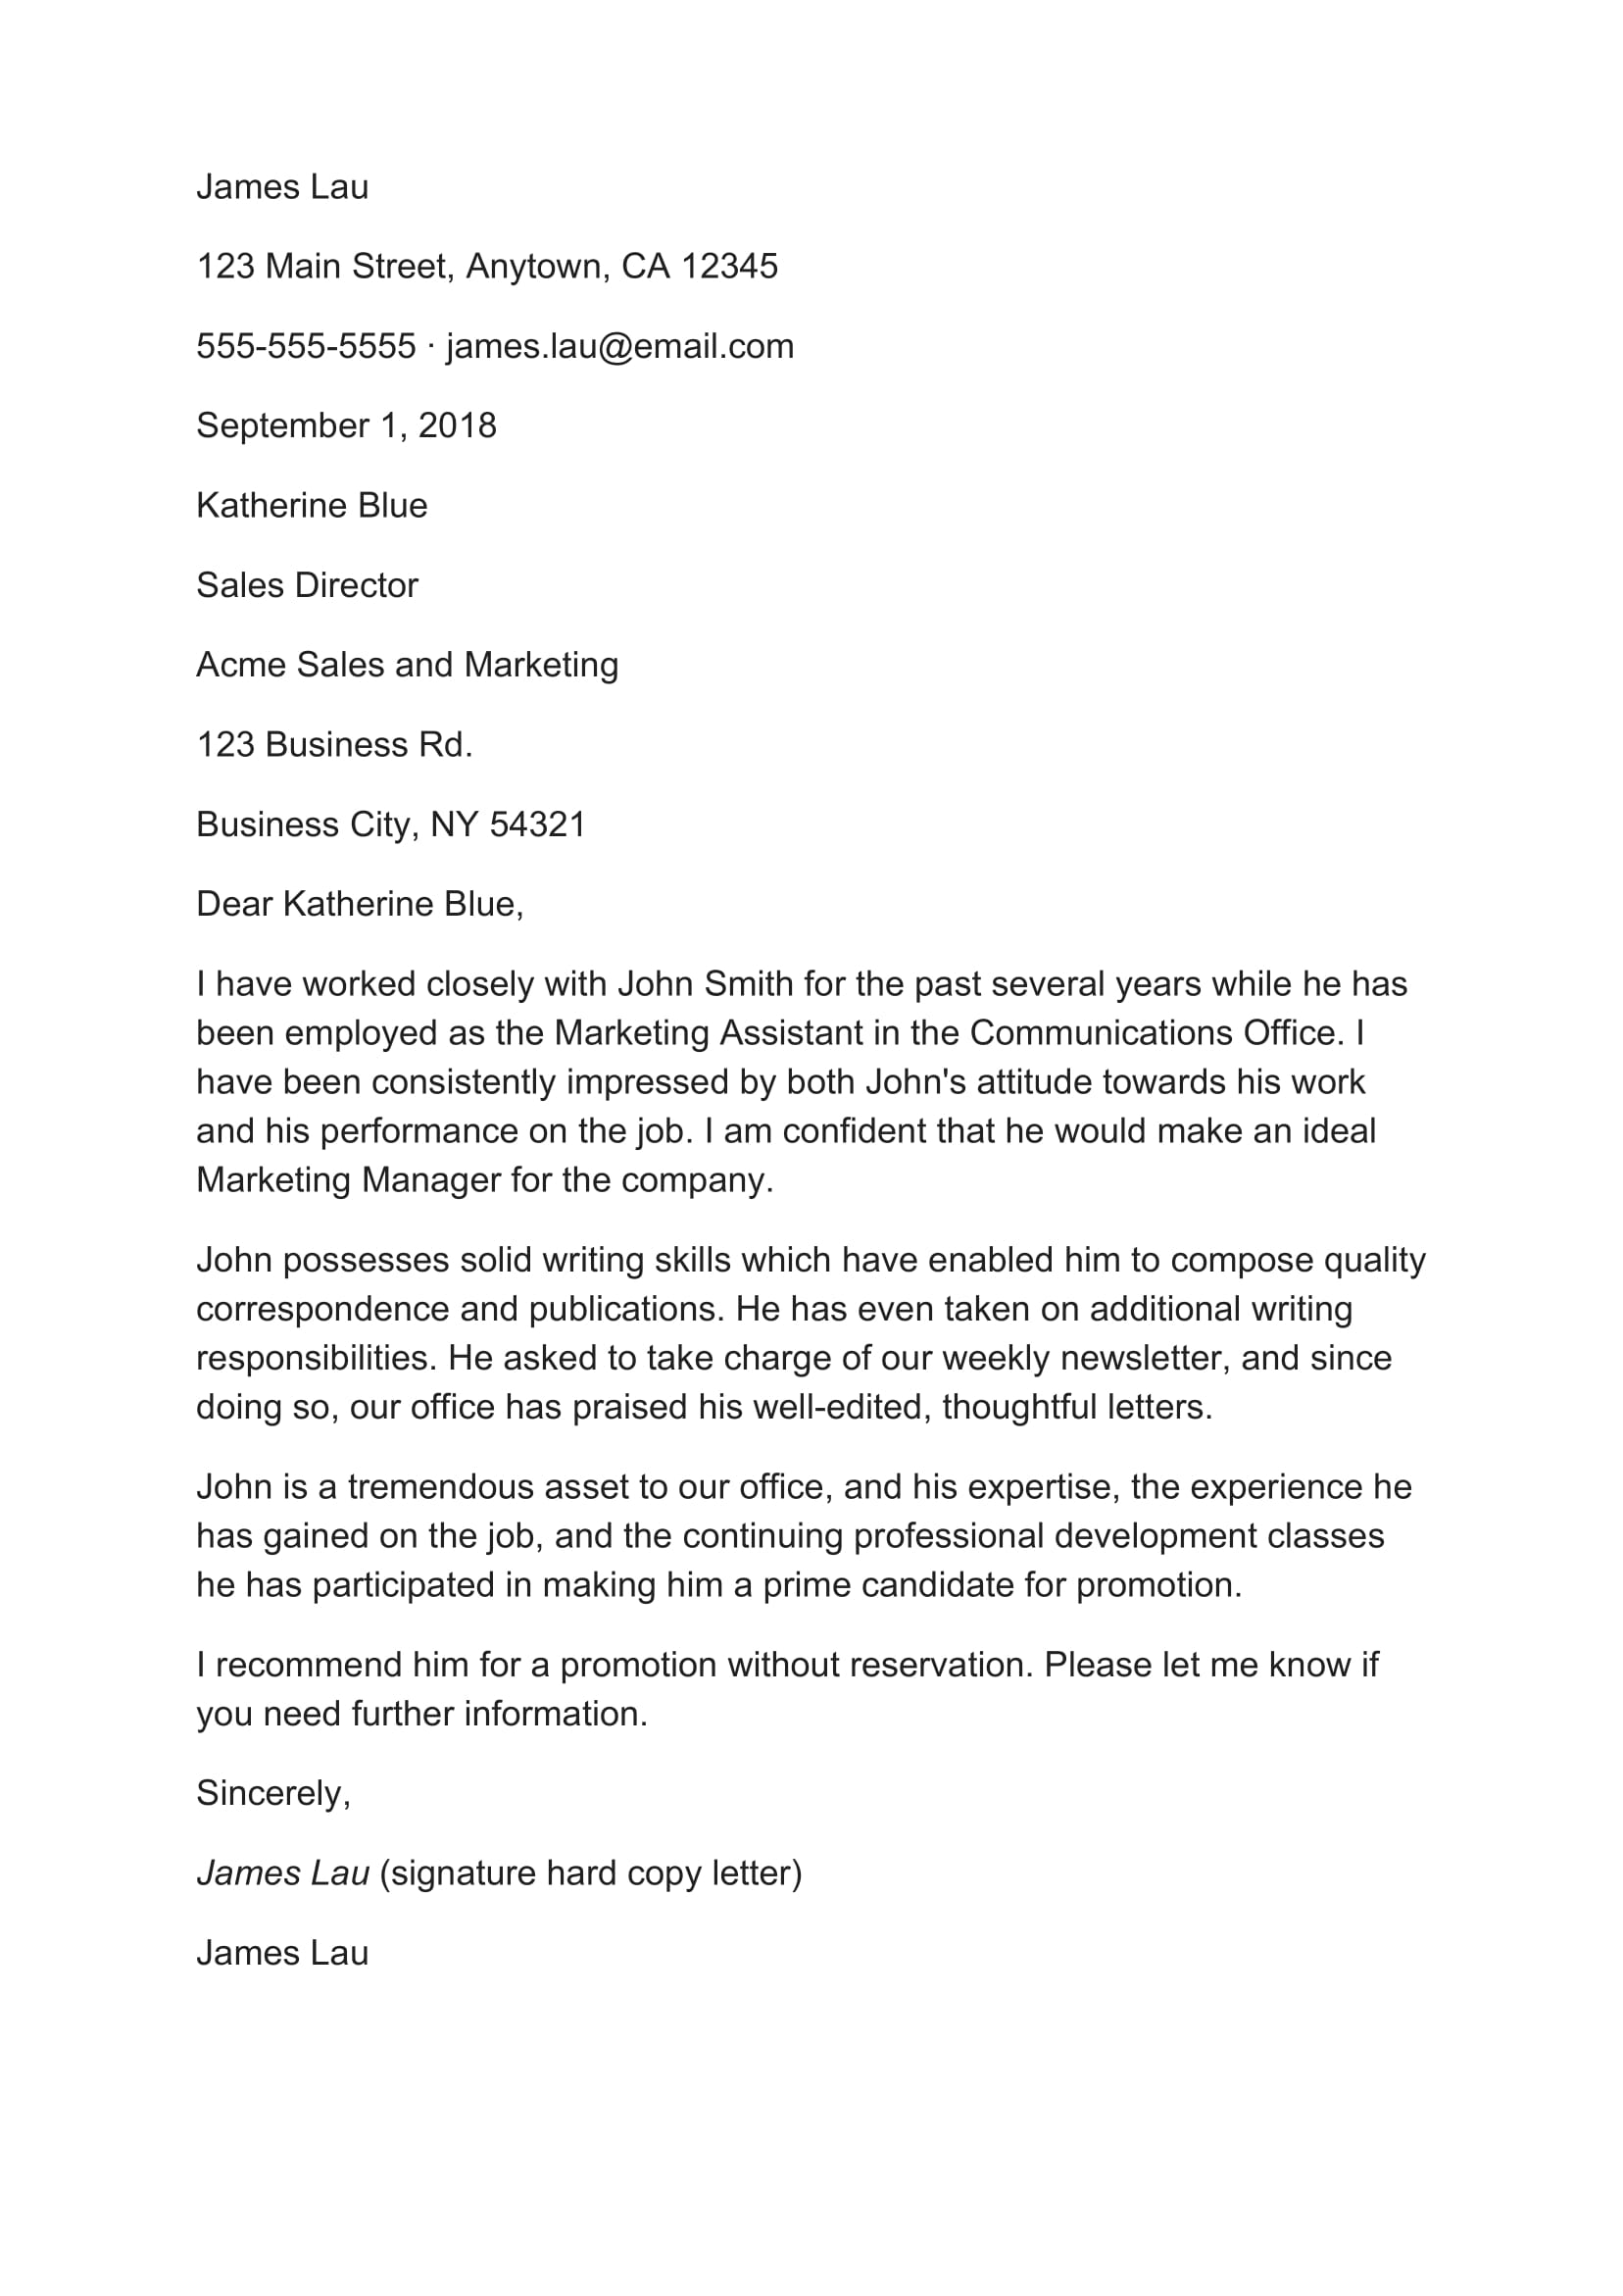 James Lau
123 Main Street, Anytown, CA 12345
555-555-5555 · james.lau@email.com
September 1, 2018
Katherine Blue
Sales Director
Acme Sales and Marketing
123 Business Rd.
Business City, NY 54321
Dear Katherine Blue,
I have worked closely with John Smith for the past several years while he has
been employed as the Marketing Assistant in the Communications Office. I
have been consistently impressed by both John's attitude towards his work
and his performance on the job. I am confident that he would make an ideal
Marketing Manager for the company.
John possesses solid writing skills which have enabled him to compose quality
correspondence and publications. He has even taken on additional writing
responsibilities. He asked to take charge of our weekly newsletter, and since
doing so, our office has praised his well-edited, thoughtful letters.
John is a tremendous asset to our office, and his expertise, the experience he
has gained on the job, and the continuing professional development classes
he has participated in making him a prime candidate for promotion.
I recommend him for a promotion without reservation. Please let me know if
you need further information.
Sincerely,
James Lau (signature hard copy letter)
James Lau